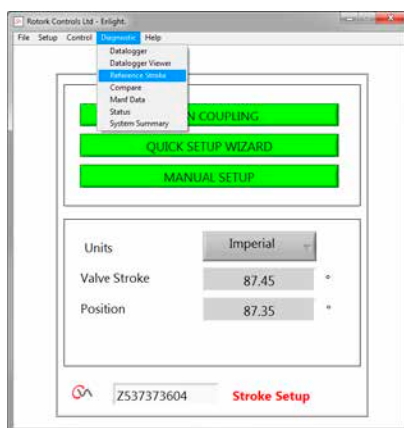 Rotork Controls Ltd - Enlight.
File Setup Control Diagnostic Help
Datalogger
Datalogger Viewer
Reference Stroke
Compare
Manf Data
Status
System Summary
N COUPLING
QUICK SETUP WIZARD
MANUAL SETUP
Units Imperial
Valve Stroke 87.45 °
Position 87.35 °
Z537373604 Stroke Setup